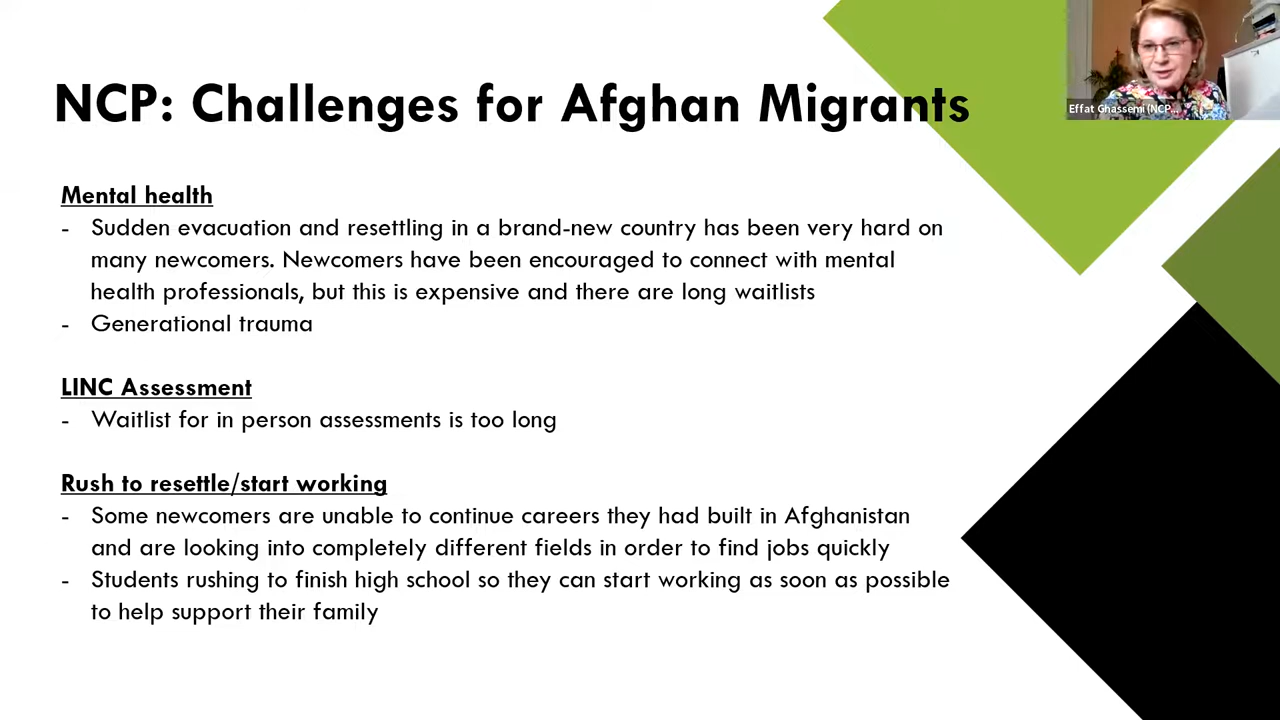 NCP: Challenges for Afghan Migrants
Effat Ghassemi (NCP...
Mental health
- Sudden evacuation and resettling in a brand-new country has been very hard on
many newcomers. Newcomers have been encouraged to connect with mental
health professionals, but this is expensive and there are long waitlists
- Generational trauma
LINC Assessment
- Waitlist for in person assessments is too long
Rush to resettle/start working
- Some newcomers are unable to continue careers they had built in Afghanistan
and are looking into completely different fields in order to find jobs quickly
- Students rushing to finish high school so they can start working as soon as possible
to help support their family